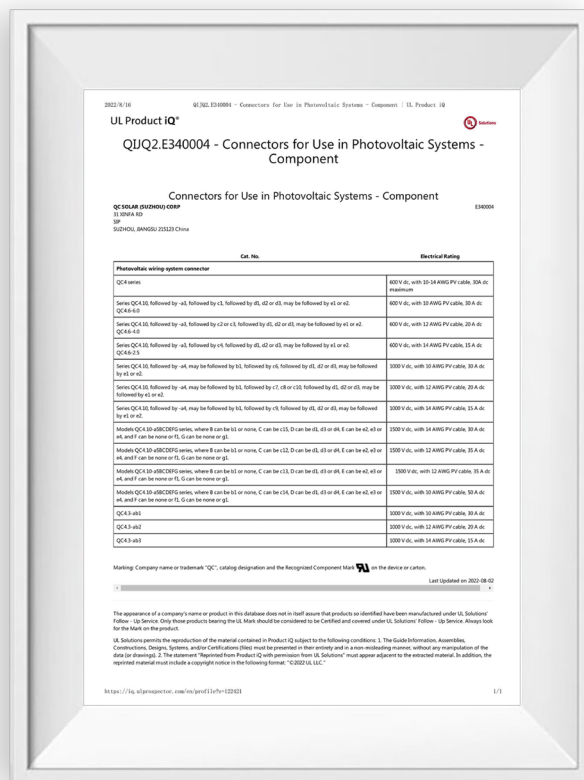 2022/8/16 QIJQ2.E340004 - Connectors for Use in Photovoltaic Systems - Component | UL Product iQ
UL Product iQ®
UL Solutions
QIJQ2.E340004 - Connectors for Use in Photovoltaic Systems -
Component
Connectors for Use in Photovoltaic Systems - Component
QC SOLAR (SUZHOU) CORP E340004
31 XINFA RD
SIP
SUZHOU, JIANGSU 215123 China
Cat. No. Electrical Rating
Photovoltaic wiring-system connector
QC4 series 600 V dc, with 10-14 AWG PV cable, 30A dc
maximum
Series QC4.10, followed by -a3, followed by c1, followed by d1, d2 or d3, may be followed by e1 or e2. 600 V dc, with 10 AWG PV cable, 30 A dc
QC4.6-6.0
Series QC4.10, followed by -a3, followed by c2 or c3, followed by d1, d2 or d3, may be followed by e1 or e2. 600 V dc, with 12 AWG PV cable, 20 A dc
QC4.6-4.0
Series QC4.10, followed by -a3, followed by c4, followed by d1, d2 or d3, may be followed by e1 or e2. 600 V dc, with 14 AWG PV cable, 15 A dc
QC4.6-2.5
Series QC4.10, followed by -a4, may be followed by b1, followed by c6, followed by d1, d2 or d3, may be followed 1000 V dc, with 10 AWG PV cable, 30 A dc
by e1 or e2.
Series QC4.10, followed by -a4, may be followed by b1, followed by c7, c8 or c10, followed by d1, d2 or d3, may be 1000 V dc, with 12 AWG PV cable, 20 A dc
followed by e1 or e2.
Series QC4.10, followed by -a4, may be followed by b1, followed by c9, followed by d1, d2 or d3, may be followed 1000 V dc, with 14 AWG PV cable, 15 A dc
by e1 or e2.
Models QC4.10-a5BCDEFG series, where B can be b1 or none, C can be c15, D can be d1, d3 or d4, E can be e2, e3 or 1500 V dc, with 14 AWG PV cable, 30 A dc
e4, and F can be none or f1, G can be none or g1.
Models QC4.10-a5BCDEFG series, where B can be b1 or none, C can be c12, D can be d1, d3 or d4, E can be e2, e3 or 1500 V dc, with 12 AWG PV cable, 35 A dc
e4, and F can be none or f1, G can be none or g1.
Models QC4.10-a5BCDEFG series, where B can be b1 or none, C can be c13, D can be d1, d3 or d4, E can be e2, e3 or 1500 V dc, with 12 AWG PV cable, 35 A dc
e4, and F can be none or f1, G can be none or g1.
Models QC4.10-a5BCDEFG series, where B can be b1 or none, C can be c14, D can be d1, d3 or d4, E can be e2, e3 or 1500 V dc, with 10 AWG PV cable, 50 A dc
e4, and F can be none or f1, G can be none or g1.
QC4.3-ab1 1000 V dc, with 10 AWG PV cable, 30 A dc
QC4.3-ab2 1000 V dc, with 12 AWG PV cable, 20 A dc
QC4.3-ab3 1000 V dc, with 14 AWG PV cable, 15 A dc
Marking: Company name or trademark "QC", catalog designation and the Recognized Component Mark on the device or carton.
Last Updated on 2022-08-02
The appearance of a company's name or product in this database does not in itself assure that products so identified have been manufactured under UL Solutions'
Follow - Up Service. Only those products bearing the UL Mark should be considered to be Certified and covered under UL Solutions' Follow - Up Service. Always look
for the Mark on the product.
UL Solutions permits the reproduction of the material contained in Product iQ subject to the following conditions: 1. The Guide Information, Assemblies,
Constructions, Designs, Systems, and/or Certifications (files) must be presented in their entirety and in a non-misleading manner, without any manipulation of the
data (or drawings). 2. The statement "Reprinted from Product iQ with permission from UL Solutions" must appear adjacent to the extracted material. In addition, the
reprinted material must include a copyright notice in the following format: "©2022 UL LLC."
https://iq.ulprospector.com/en/profile?e=122421 1/1